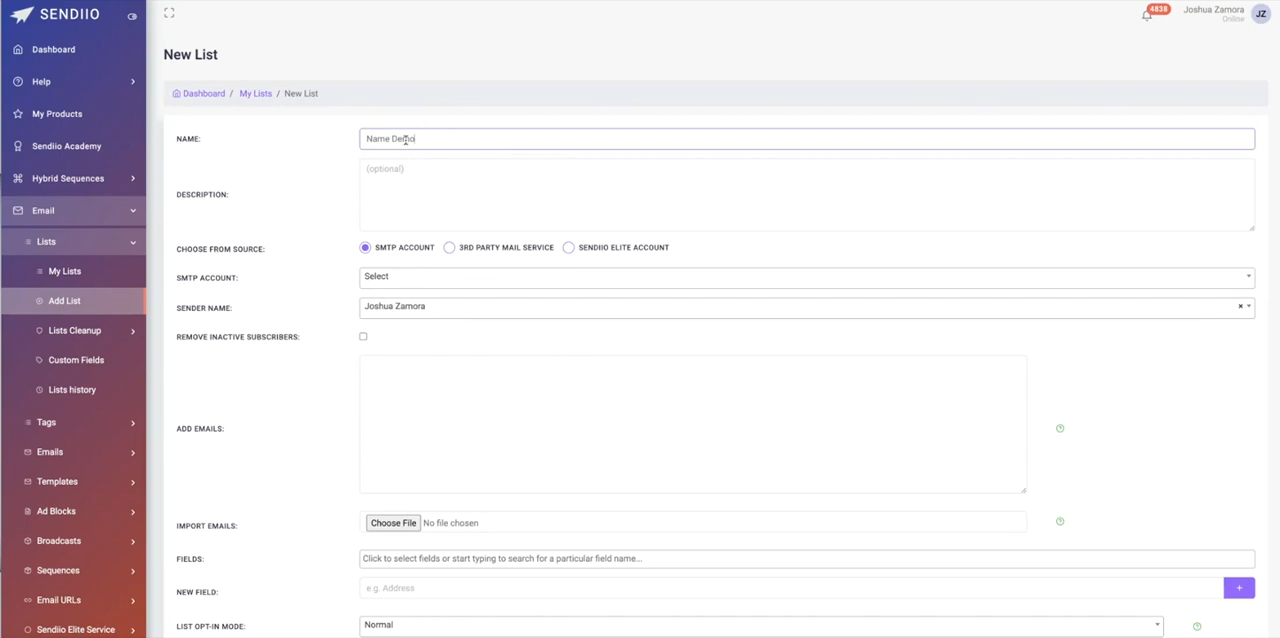 SENDIIO
4838
Joshua Zamora
Online
JZ
Dashboard
Help
My Products
Sendiio Academy
Hybrid Sequences
Email
Lists
My Lists
Add List
Lists Cleanup
Custom Fields
Lists history
Tags
Emails
Templates
Ad Blocks
Broadcasts
Sequences
Email URLs
Sendiio Elite Service
New List
Dashboard / My Lists / New List
NAME: Name Demo
DESCRIPTION: (optional)
CHOOSE FROM SOURCE: SMTP ACCOUNT 3RD PARTY MAIL SERVICE SENDIIO ELITE ACCOUNT
SMTP ACCOUNT: Select
SENDER NAME: Joshua Zamora
REMOVE INACTIVE SUBSCRIBERS:
ADD EMAILS:
IMPORT EMAILS: Choose File No file chosen
FIELDS: Click to select fields or start typing to search for a particular field name...
NEW FIELD: e.g. Address +
LIST OPT-IN MODE: Normal